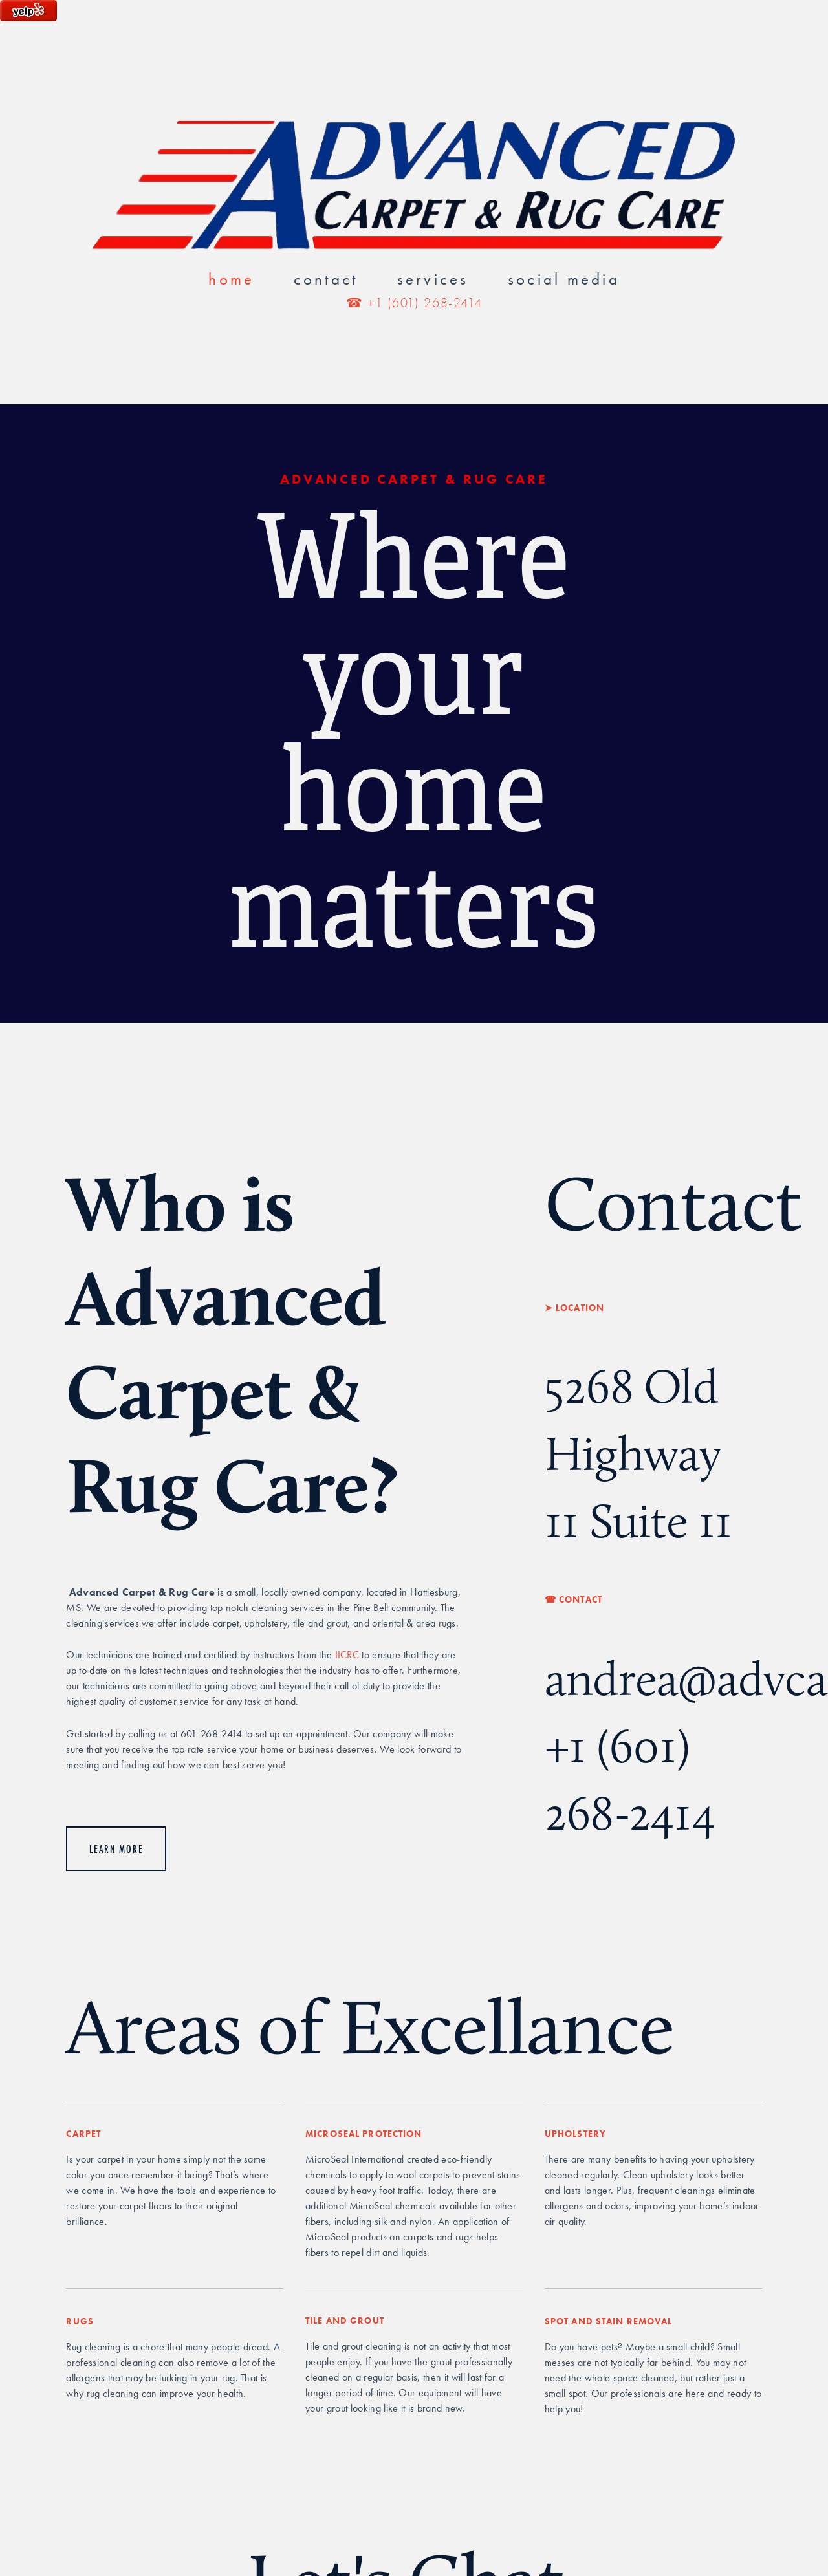 yelp
ADVANCED
CARPET & RUG CARE
home contact services social media
☎ +1 (601) 268-2414
ADVANCED CARPET & RUG CARE
Where
your
home
matters
Who is
Advanced
Carpet &
Rug Care?
Advanced Carpet & Rug Care is a small, locally owned company, located in Hattiesburg,
MS. We are devoted to providing top notch cleaning services in the Pine Belt community. The
cleaning services we offer include carpet, upholstery, tile and grout, and oriental & area rugs.
Our technicians are trained and certified by instructors from the IICRC to ensure that they are
up to date on the latest techniques and technologies that the industry has to offer. Furthermore,
our technicians are committed to going above and beyond their call of duty to provide the
highest quality of customer service for any task at hand.
Get started by calling us at 601-268-2414 to set up an appointment. Our company will make
sure that you receive the top rate service your home or business deserves. We look forward to
meeting and finding out how we can best serve you!
LEARN MORE
Contact
➤ LOCATION
5268 Old
Highway
11 Suite 11
☎ CONTACT
andrea@advca
+1 (601)
268-2414
Areas of Excellance
CARPET
Is your carpet in your home simply not the same
color you once remember it being? That's where
we come in. We have the tools and experience to
restore your carpet floors to their original
brilliance.
MICROSEAL PROTECTION
MicroSeal International created eco-friendly
chemicals to apply to wool carpets to prevent stains
caused by heavy foot traffic. Today, there are
additional MicroSeal chemicals available for other
fibers, including silk and nylon. An application of
MicroSeal products on carpets and rugs helps
fibers to repel dirt and liquids.
UPHOLSTERY
There are many benefits to having your upholstery
cleaned regularly. Clean upholstery looks better
and lasts longer. Plus, frequent cleanings eliminate
allergens and odors, improving your home's indoor
air quality.
RUGS
Rug cleaning is a chore that many people dread. A
professional cleaning can also remove a lot of the
allergens that may be lurking in your rug. That is
why rug cleaning can improve your health.
TILE AND GROUT
Tile and grout cleaning is not an activity that most
people enjoy. If you have the grout professionally
cleaned on a regular basis, then it will last for a
longer period of time. Our equipment will have
your grout looking like it is brand new.
SPOT AND STAIN REMOVAL
Do you have pets? Maybe a small child? Small
messes are not typically far behind. You may not
need the whole space cleaned, but rather just a
small spot. Our professionals are here and ready to
help you!
Let's Chat